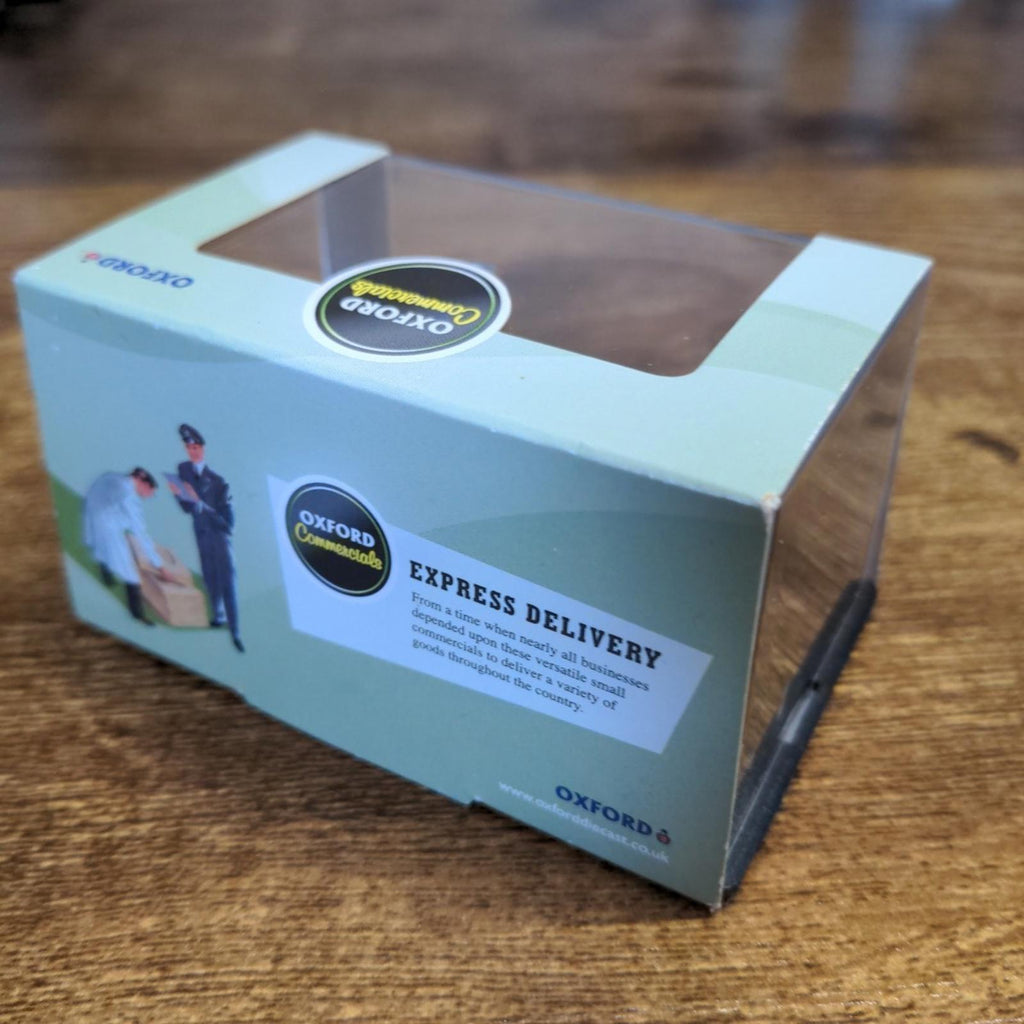 OXFORD
OXFORD
Commercials
OXFORD
Commercials
EXPRESS DELIVERY
From a time when nearly all businesses
depended upon these versatile small
commercials to deliver a variety of
goods throughout the country.
OXFORD
www.oxforddiecast.co.uk